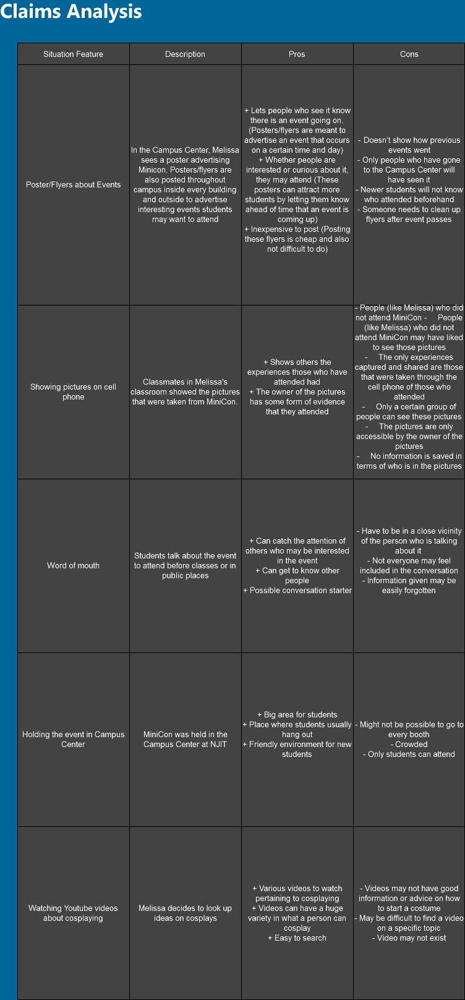 Claims Analysis
Situation Feature
Description
Pros
Cons
Poster/Flyers about Events
In the Campus Center, Melissa
sees a poster advertising
Minicon. Posters/flyers are
also posted throughout
campus inside every building
and outside to advertise
interesting events students
may want to attend
+ Lets people who see it know
there is an event going on.
(Posters/flyers are meant to
advertise an event that occurs
on a certain time and day)
+ Whether people are
interested or curious about it,
they may attend (These
posters can attract more
students by letting them know
ahead of time that an event is
coming up)
+ Inexpensive to post (Posting
these flyers is cheap and also
not difficult to do)
- Doesn't show how previous
events went
- Only people who have gone
to the Campus Center will
have seen it
- Newer students will not know
who attended beforehand
- Someone needs to clean up
flyers after event passes
Showing pictures on cell
phone
Classmates in Melissa's
classroom showed the pictures
that were taken from MiniCon.
+ Shows others the
experiences those who have
attended had
+ The owner of the pictures
has some form of evidence
that they attended
- People (like Melissa) who did
not attend MiniCon - People
(like Melissa) who did not
attend MiniCon may have liked
to see those pictures
- The only experiences
captured and shared are those
that were taken through the
cell phone of those who
attended
- Only a certain group of
people can see these pictures
- The pictures are only
accessible by the owner of the
pictures
- No information is saved in
terms of who is in the pictures
Word of mouth
Students talk about the event
to attend before classes or in
public places
+ Can catch the attention of
others who may be interested
in the event
+ Can get to know other
people
+ Possible conversation starter
- Have to be in a close vicinity
of the person who is talking
about it
- Not everyone may feel
included in the conversation
- Information given may be
easily forgotten
Holding the event in Campus
Center
MiniCon was held in the
Campus Center at NJIT
+ Big area for students
+ Place where students usually
hang out
+ Friendly environment for new
students
- Might not be possible to go to
every booth
- Crowded
- Only students can attend
Watching Youtube videos
about cosplaying
Melissa decides to look up
ideas on cosplays
+ Various videos to watch
pertaining to cosplaying
+ Videos can have a huge
variety in what a person can
cosplay
+ Easy to search
- Videos may not have good
information or advice on how
to start a costume
- May be difficult to find a video
on a specific topic
- Video may not exist